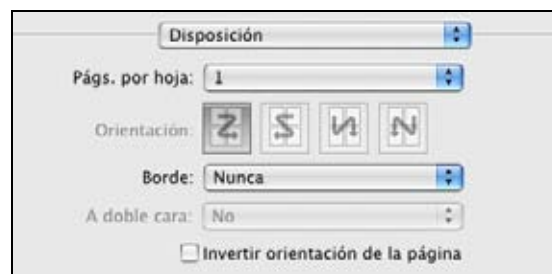 Disposición
Págs. por hoja: 1
Orientación:
Borde: Nunca
A doble cara: No
Invertir orientación de la página